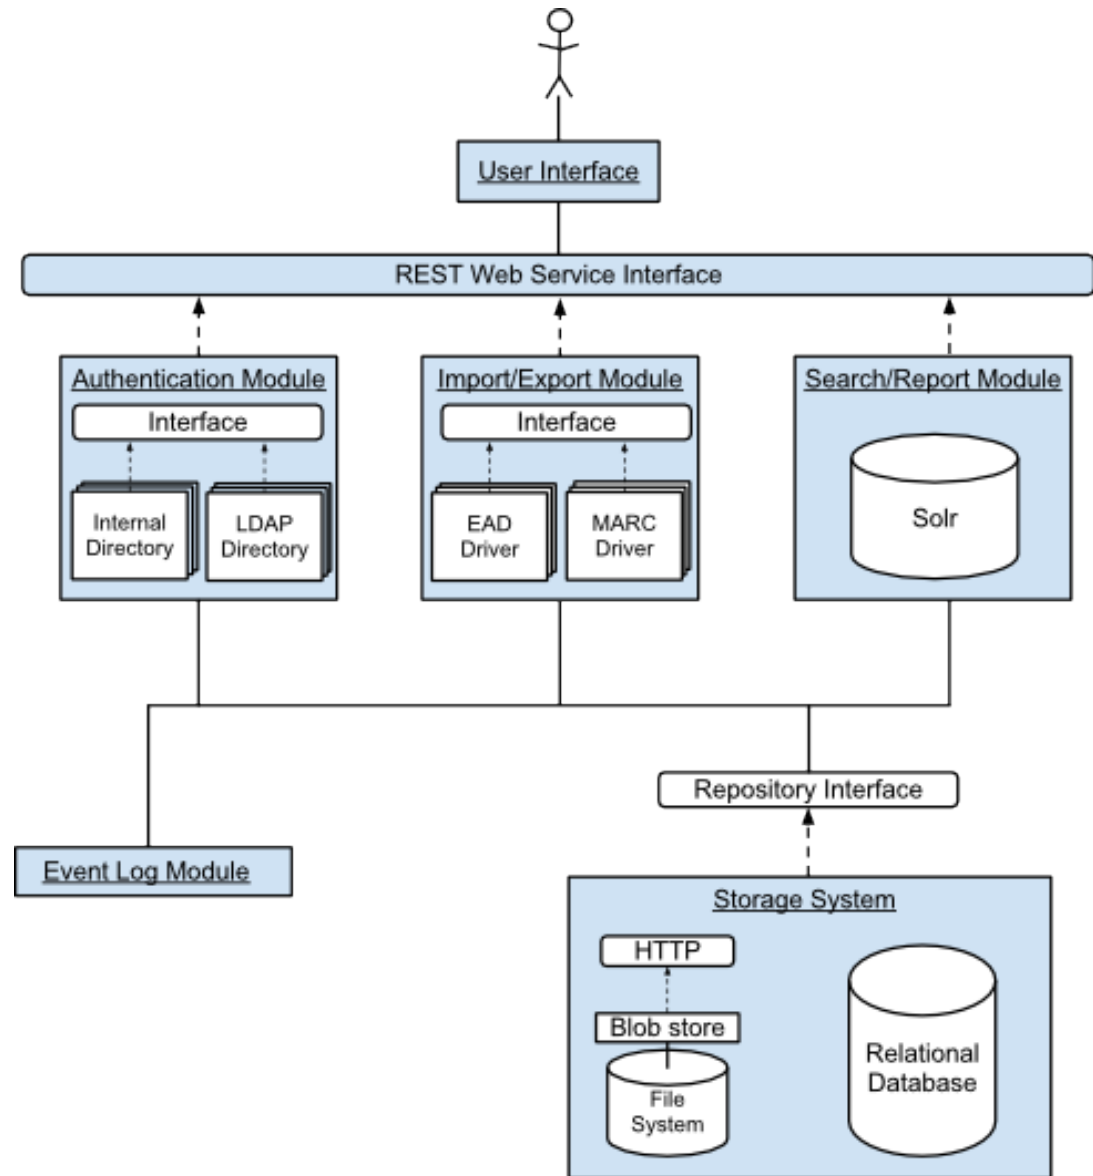 User Interface
REST Web Service Interface
Authentication Module
Interface
Internal
Directory
LDAP
Directory
Import/Export Module
Interface
EAD
Driver
MARC
Driver
Search/Report Module
Solr
Repository Interface
Event Log Module
Storage System
HTTP
Blob store
File
System
Relational
Database